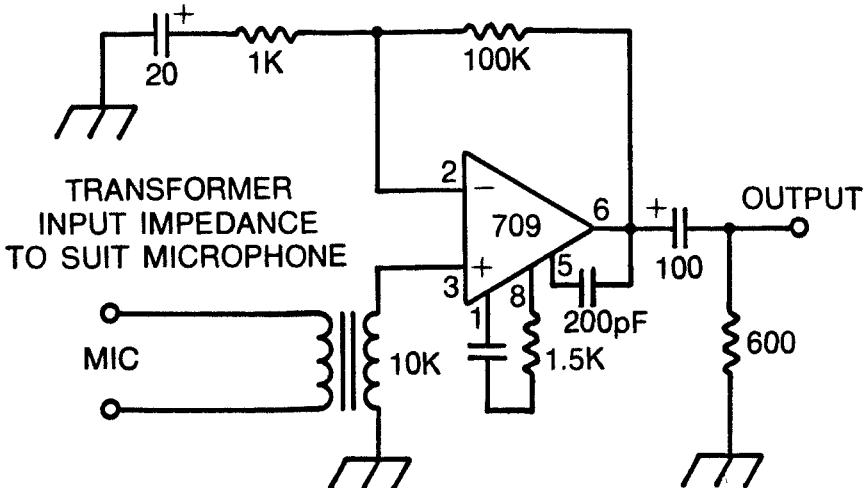 +
20
1K
100K
TRANSFORMER
INPUT IMPEDANCE
TO SUIT MICROPHONE
2
−
709
6
+
OUTPUT
100
+
3
5
8
1
200pF
MIC
10K
1.5K
600